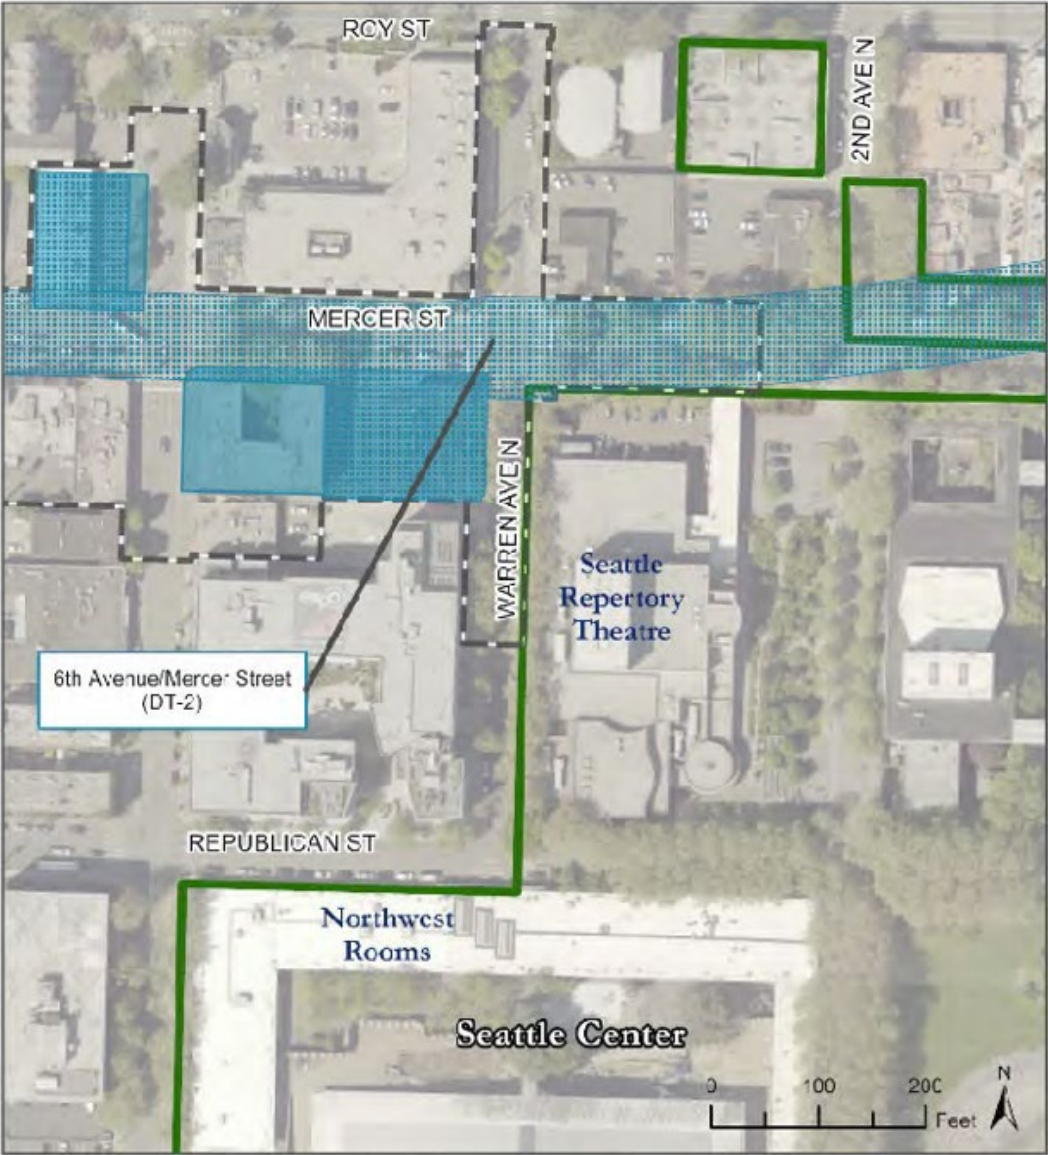 ROY ST
2ND AVE N
MERCER ST
WARREN AVE N
Seattle
Repertory
Theatre
6th Avenue/Mercer Street
(DT-2)
REPUBLICAN ST
Northwest
Rooms
Seattle Center
0 100 200
Feet
N